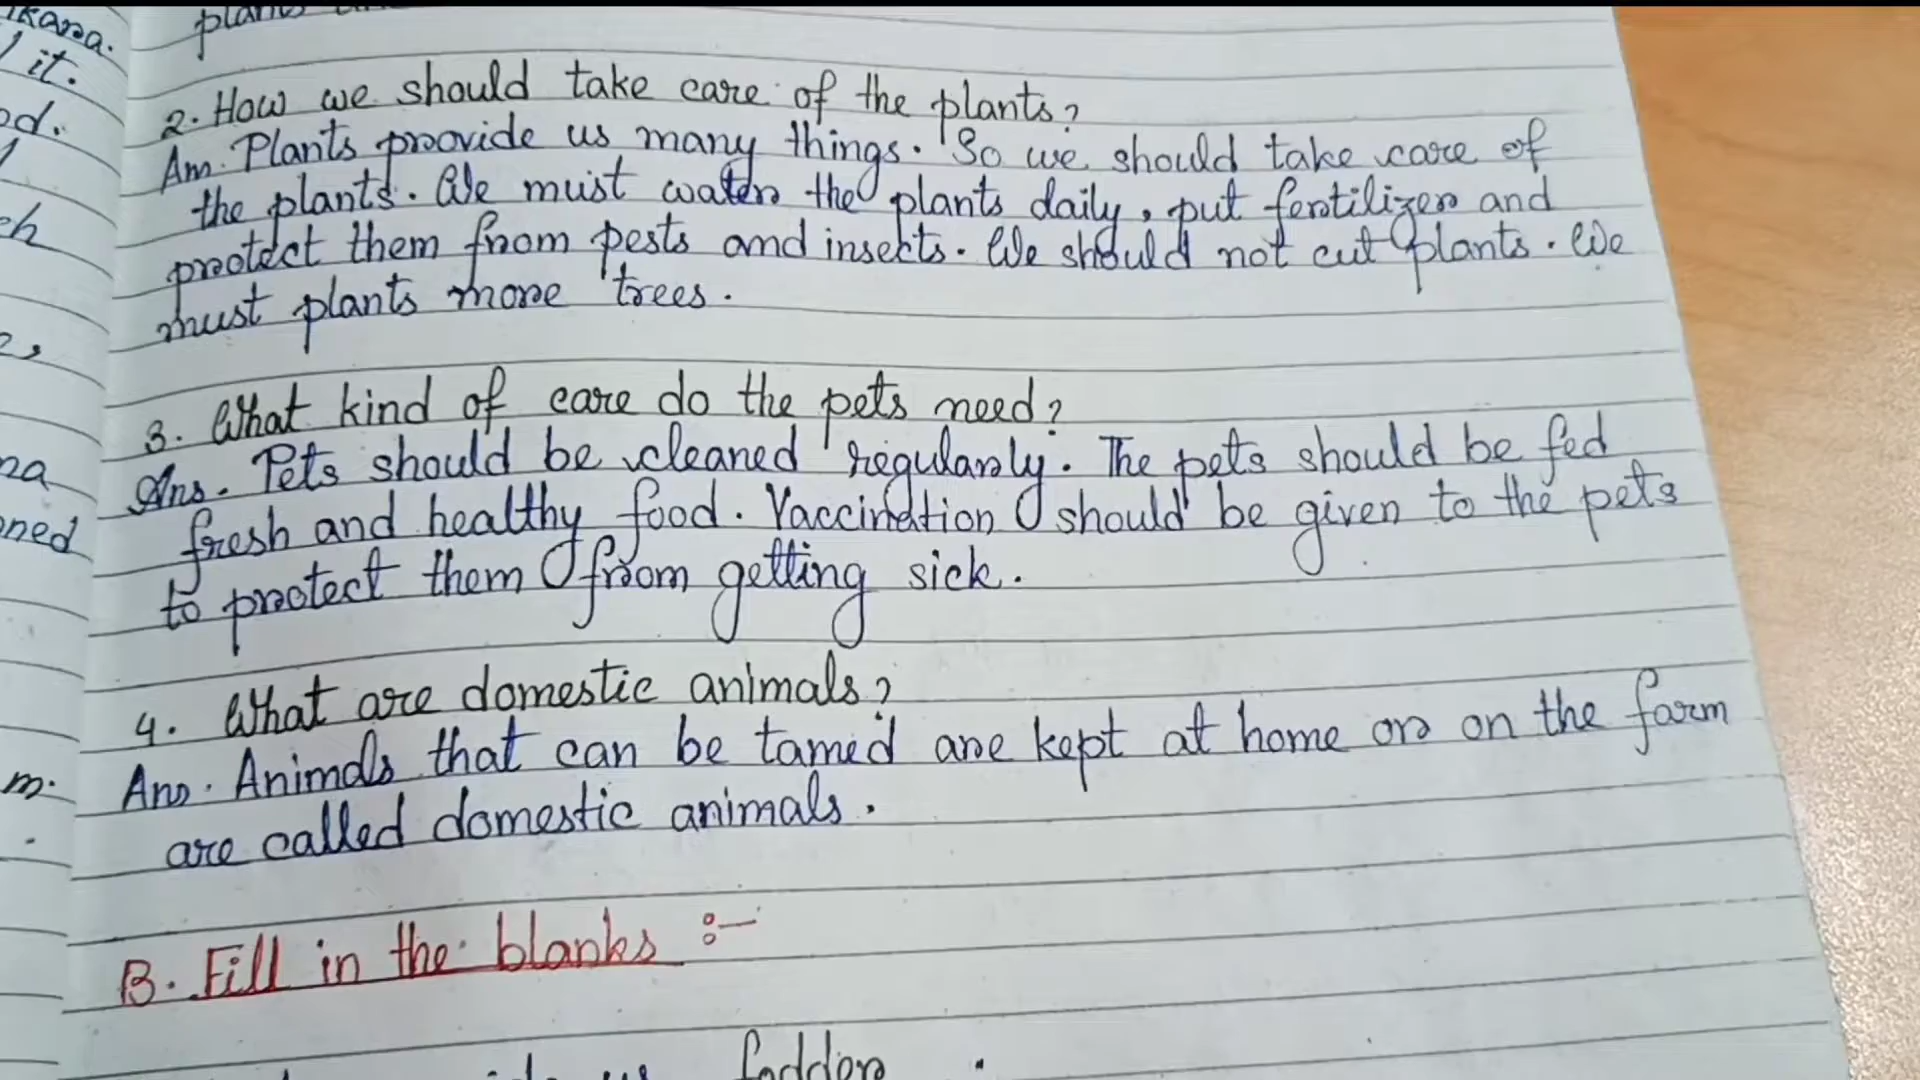 ikara.
it.
plants
2. How we should take care of the plants?
Ans. Plants provide us many things. So we should take care of
the plants. We must water the plants daily, put fertilizer and
protect them from pests and insects. We should not cut plants. We
must plants more trees.
3. What kind of care do the pets need?
Ans. Pets should be cleaned regularly. The pets should be fed
fresh and healthy food. Vaccination should be given to the pets
to protect them from getting sick.
4. What are domestic animals?
Ans. Animals that can be tamed are kept at home or on the farm
are called domestic animals.
B. Fill in the blanks :-
us fodder .